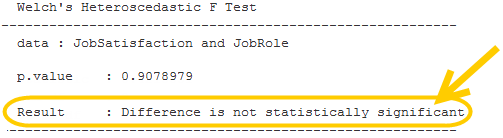 Welch's Heteroscedastic F Test
---------------------------------------------------------
data : JobSatisfaction and JobRole
p.value    : 0.9078979
Result     : Difference is not statistically significant
---------------------------------------------------------